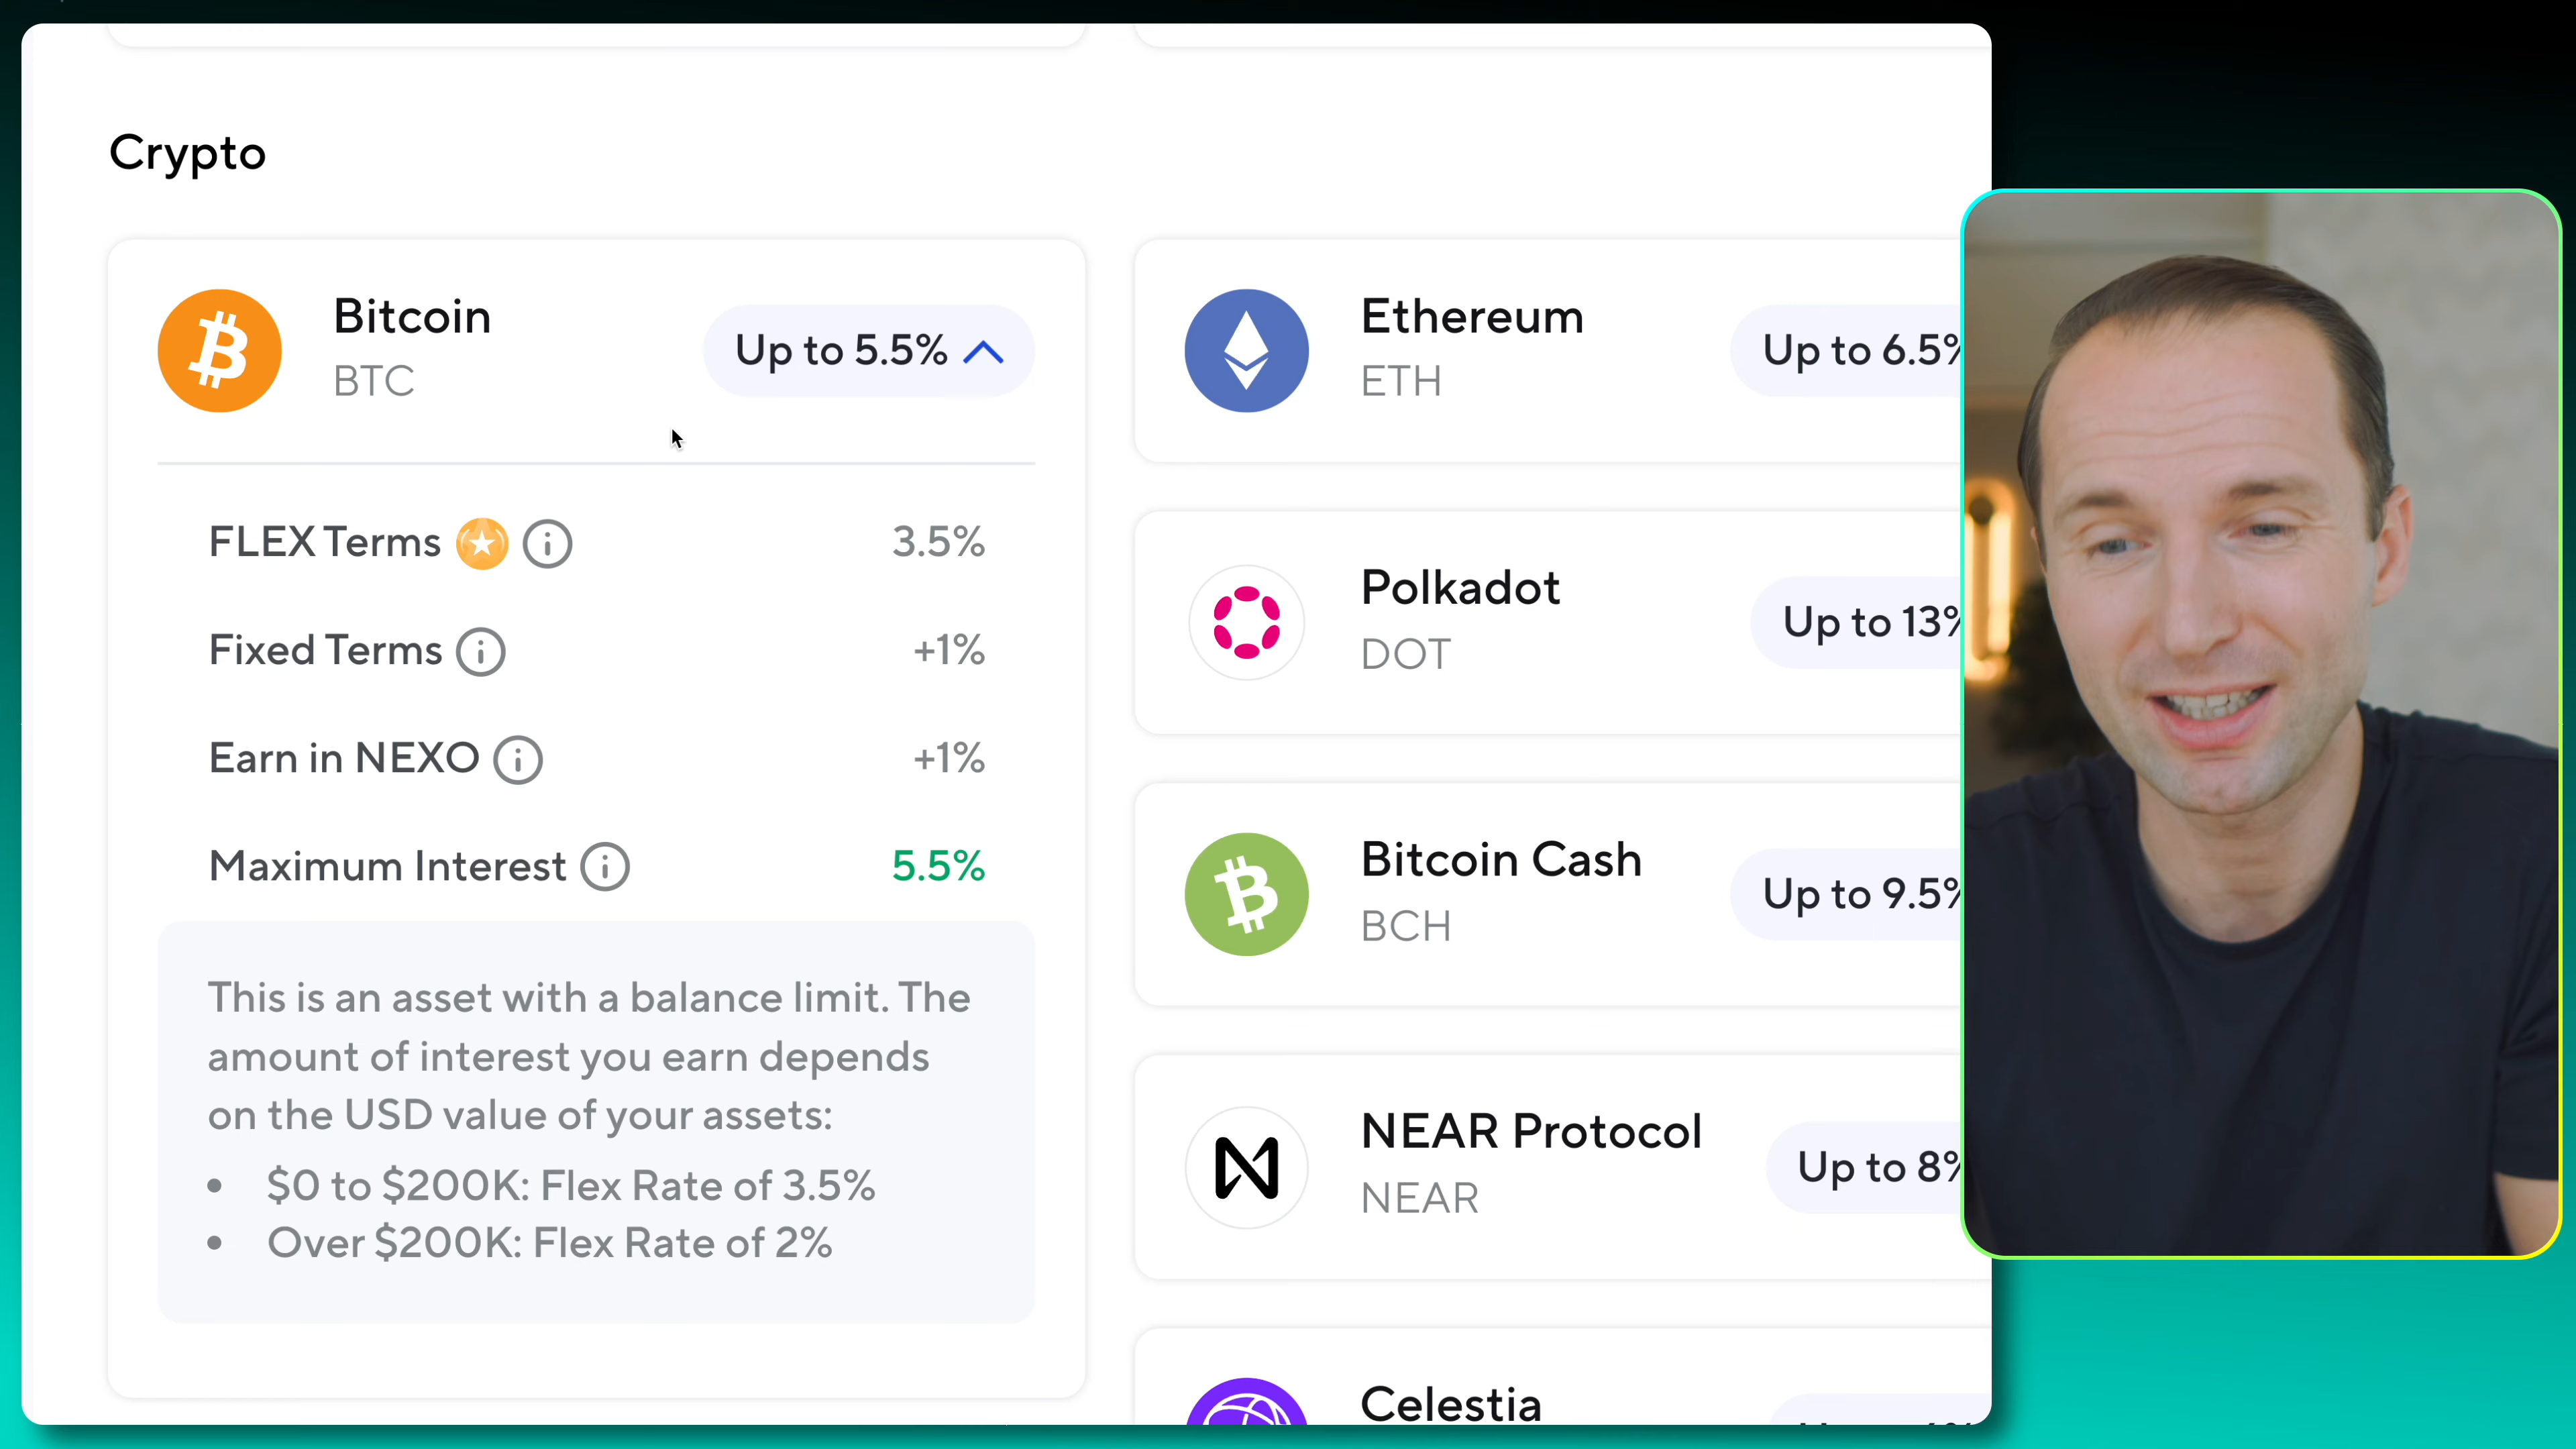 Crypto
Bitcoin
BTC
Up to 5.5%
FLEX Terms
3.5%
Fixed Terms
+1%
Earn in NEXO
+1%
Maximum Interest
5.5%
This is an asset with a balance limit. The
amount of interest you earn depends
on the USD value of your assets:
• $0 to $200K: Flex Rate of 3.5%
• Over $200K: Flex Rate of 2%
Ethereum
ETH
Up to 6.5%
Polkadot
DOT
Up to 13%
Bitcoin Cash
BCH
Up to 9.5%
NEAR Protocol
NEAR
Up to 8%
Celestia